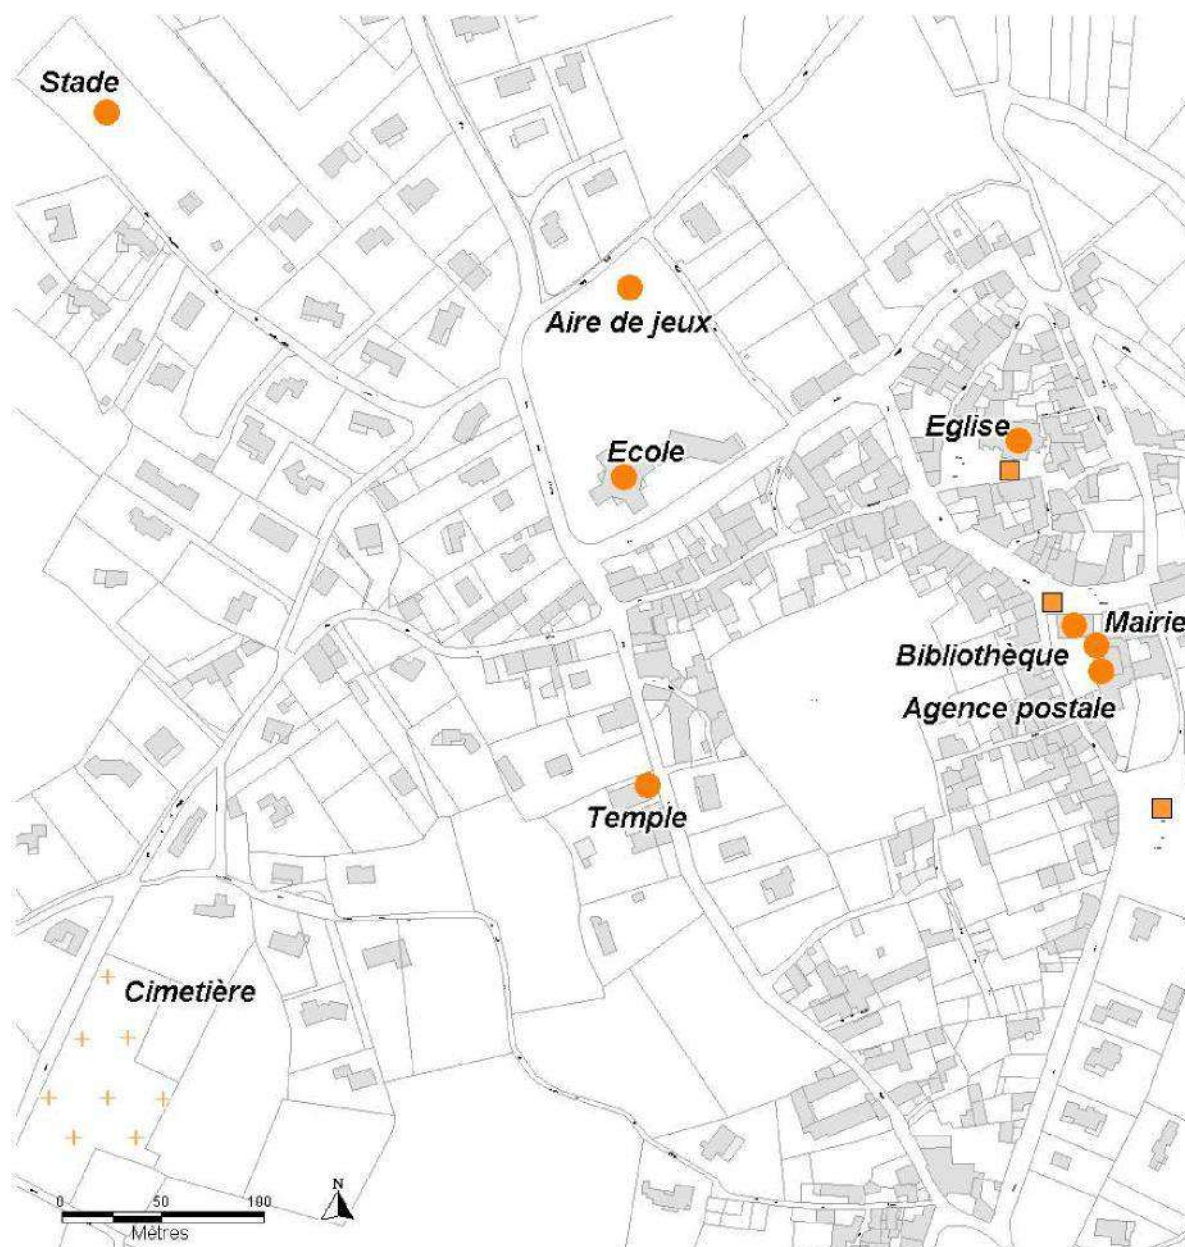 Stade
Aire de jeux
Eglise
Ecole
Mairie
Bibliothèque
Agence postale
Temple
Cimetière
0 50 100
Mètres
N